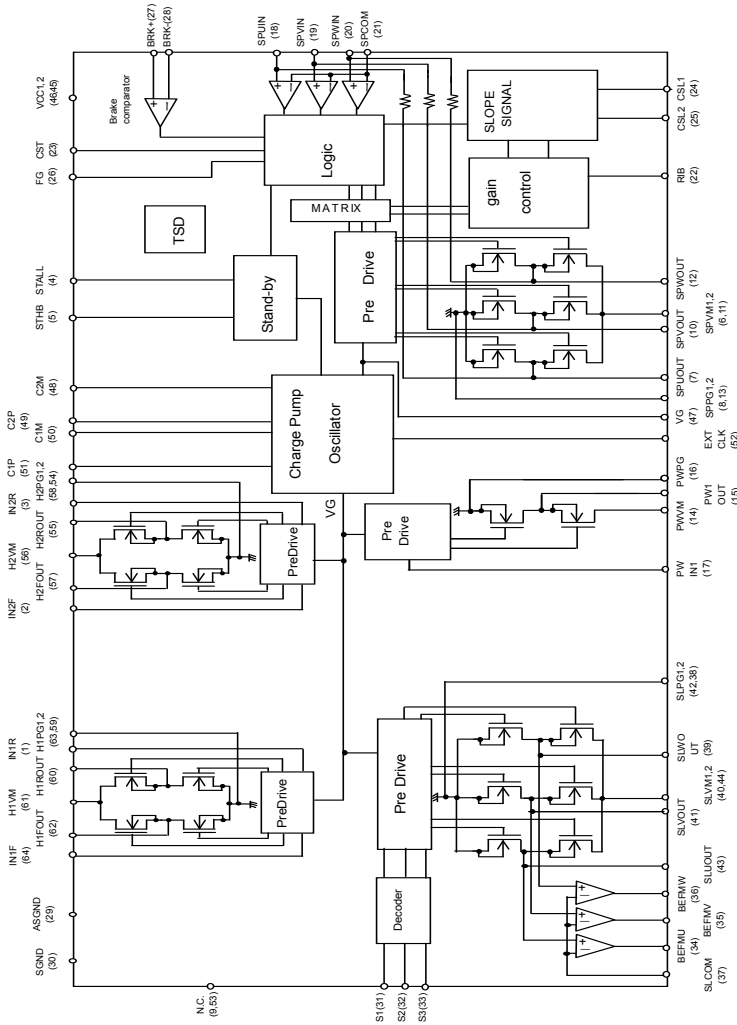 BRK+(27)
BRK-(28)
SPUIN
(18)
SPVIN
(19)
SPWIN
(20)
SPCOM
(21)
VCC1,2
(46,45)
Brake
comparator
CST
(23)
FG
(26)
Logic
SLOPE
SIGNAL
CSL1
(24)
CSL2
(25)
MATRIX
gain
control
RIB
(22)
TSD
STALL
(4)
STHB
(5)
Stand-by
Pre Drive
SPWOUT
(12)
SPVM1,2
(6,11)
SPVOUT
(10)
SPUOUT
(7)
SPPG1,2
(8,13)
VG
(47)
EXT
CLK
(52)
C2M
(48)
C2P
(49)
C1M
(50)
C1P
(51)
Charge Pump
Oscillator
H2PG1,2
(58,54)
IN2R
(3)
H2ROUT
(55)
H2VM
(56)
H2FOUT
(57)
IN2F
(2)
PreDrive
VG
Pre
Drive
PWPG
(16)
PW1
OUT
(15)
PWVM
(14)
PW
IN1
(17)
H1PG1,2
(63,59)
IN1R
(1)
H1ROUT
(60)
H1VM
(61)
H1FOUT
(62)
IN1F
(64)
PreDrive
Pre Drive
SLPG1,2
(42,38)
SLWO
UT
(39)
SLVM1,2
(40,44)
SLVOUT
(41)
SLUOUT
(43)
ASGND
(29)
SGND
(30)
Decoder
BEFMW
(36)
BEFMV
(35)
BEFMU
(34)
SLCOM
(37)
N.C.
(9,53)
S1(31)
S2(32)
S3(33)